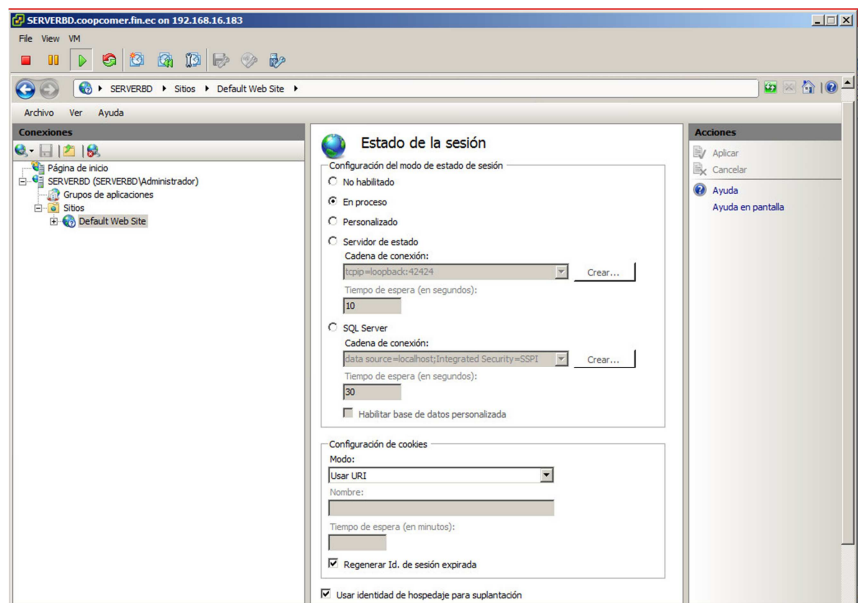 SERVERBD.coopcomer.fin.ec on 192.168.16.183
File View VM
SERVERBD Sitios Default Web Site
Archivo Ver Ayuda
Conexiones
Página de inicio
SERVERBD (SERVERBD\Administrador)
Grupos de aplicaciones
Sitios
Default Web Site
Estado de la sesión
Configuración del modo de estado de sesión
No habilitado
En proceso
Personalizado
Servidor de estado
Cadena de conexión:
tcpip=loopback:42424
Crear...
Tiempo de espera (en segundos):
10
SQL Server
Cadena de conexión:
data source=localhost;Integrated Security=SSPI
Crear...
Tiempo de espera (en segundos):
30
Habilitar base de datos personalizada
Configuración de cookies
Modo:
Usar URI
Nombre:
Tiempo de espera (en minutos):
Regenerar Id. de sesión expirada
Usar identidad de hospedaje para suplantación
Acciones
Aplicar
Cancelar
Ayuda
Ayuda en pantalla